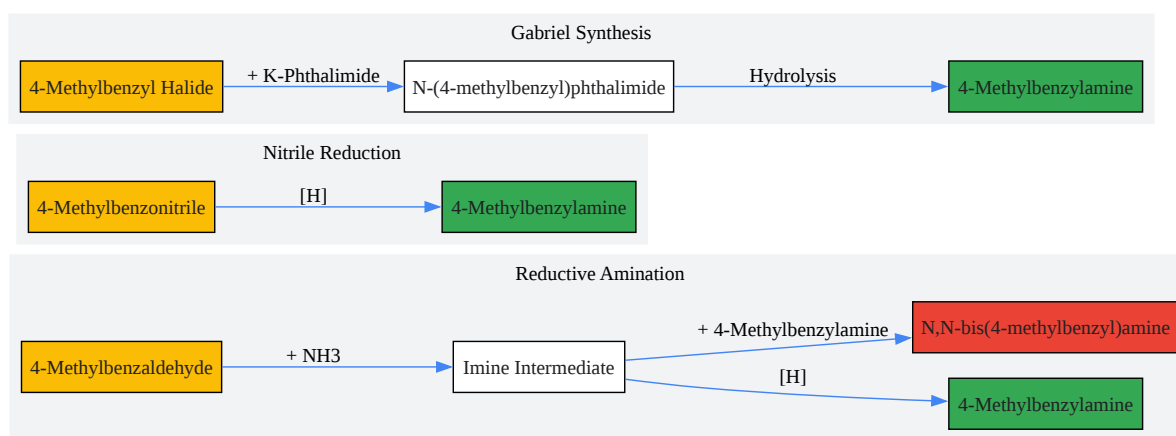 Gabriel Synthesis
4-Methylbenzyl Halide
+ K-Phthalimide
N-(4-methylbenzyl)phthalimide
Hydrolysis
4-Methylbenzylamine
Nitrile Reduction
4-Methylbenzonitrile
[H]
4-Methylbenzylamine
Reductive Amination
4-Methylbenzaldehyde
+ NH3
Imine Intermediate
+ 4-Methylbenzylamine
N,N-bis(4-methylbenzyl)amine
[H]
4-Methylbenzylamine